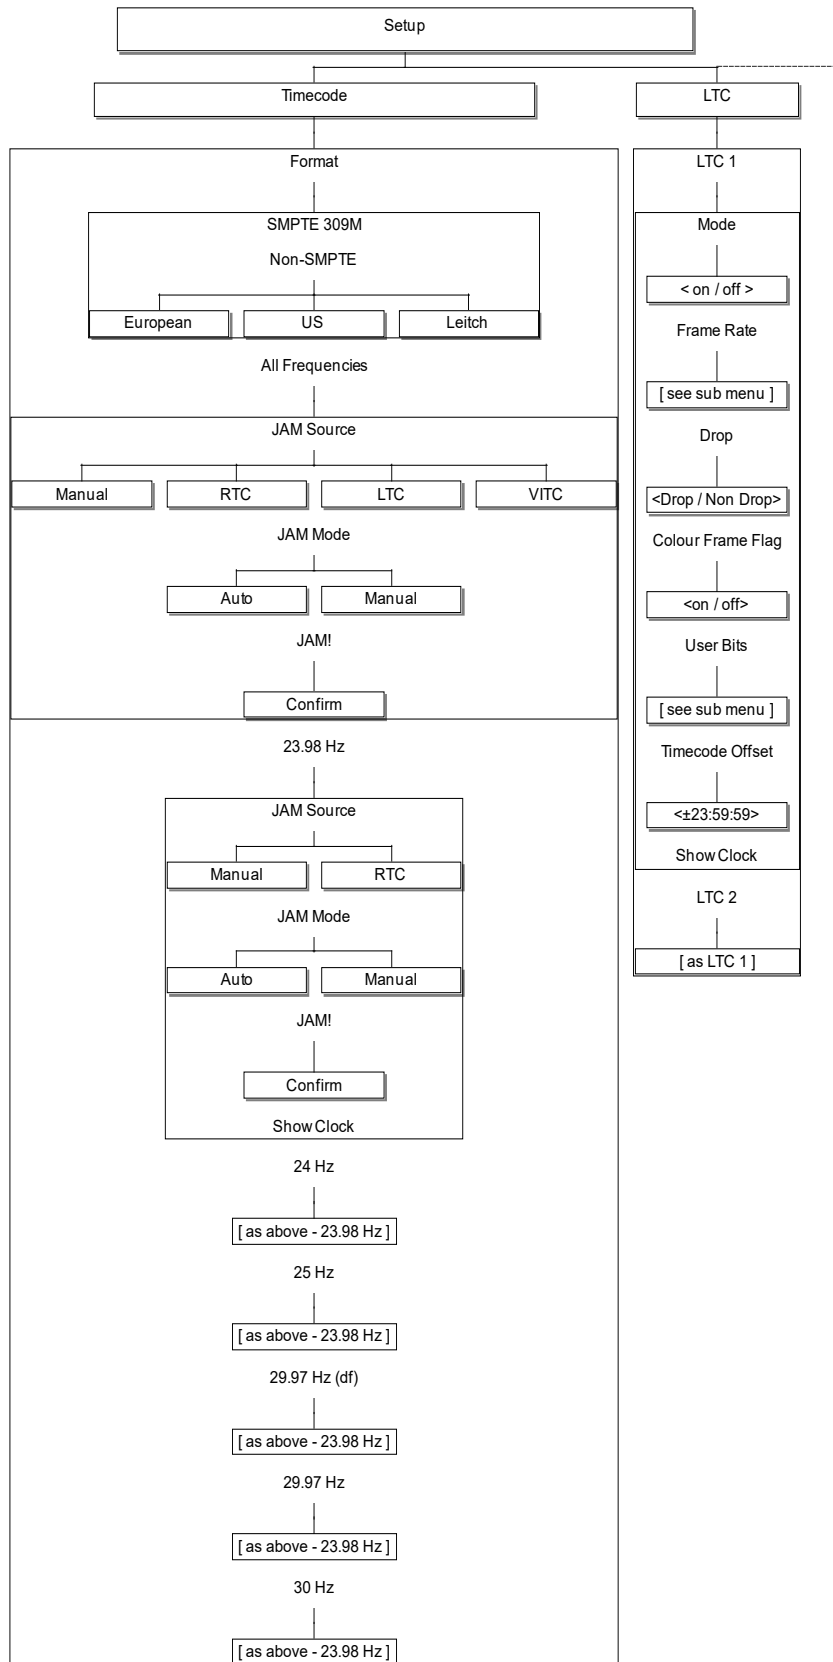 Setup
Timecode
Format
SMPTE 309M
Non-SMPTE
European US Leitch
All Frequencies
JAM Source
Manual RTC LTC VITC
JAM Mode
Auto Manual
JAM!
Confirm
23.98 Hz
JAM Source
Manual RTC
JAM Mode
Auto Manual
JAM!
Confirm
Show Clock
24 Hz
[ as above - 23.98 Hz ]
25 Hz
[ as above - 23.98 Hz ]
29.97 Hz (df)
[ as above - 23.98 Hz ]
29.97 Hz
[ as above - 23.98 Hz ]
30 Hz
[ as above - 23.98 Hz ]
LTC
LTC 1
Mode
< on / off >
Frame Rate
[ see sub menu ]
Drop
<Drop / Non Drop>
Colour Frame Flag
<on / off>
User Bits
[ see sub menu ]
Timecode Offset
<±23:59:59>
Show Clock
LTC 2
[ as LTC 1 ]